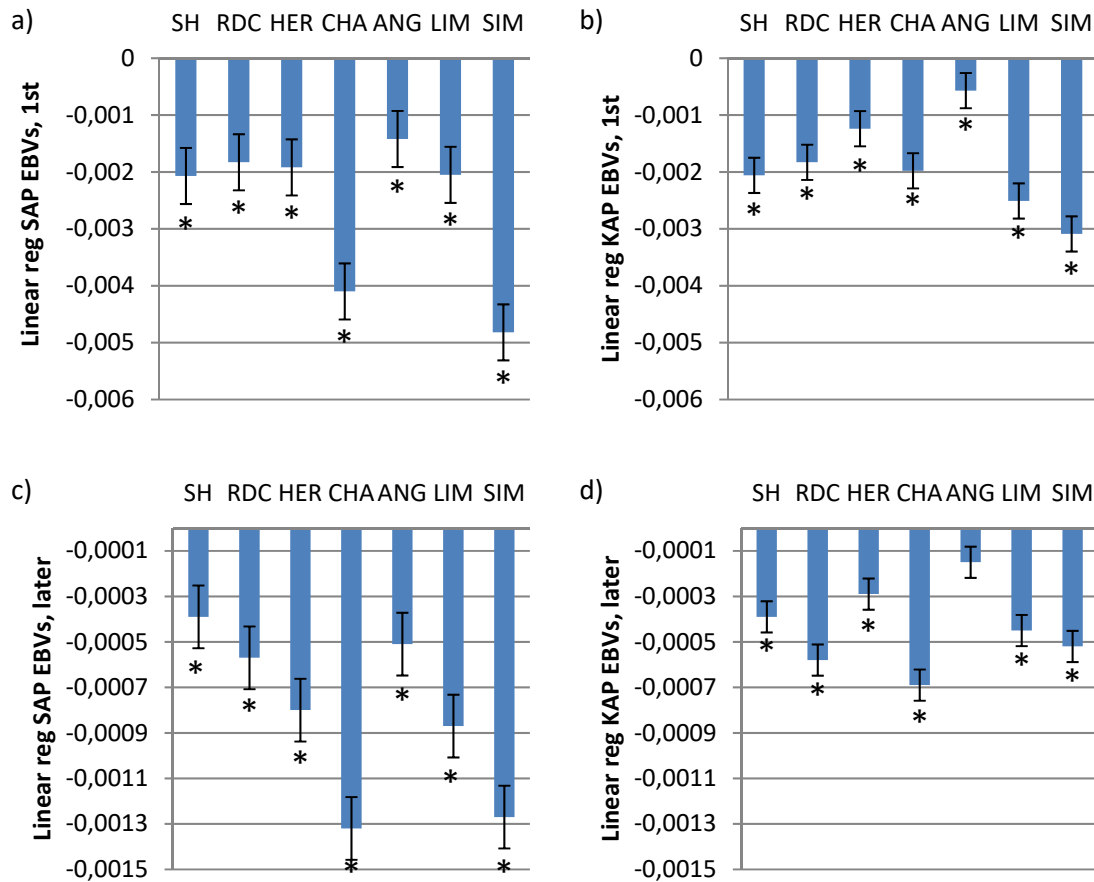 a)
SH RDC HER CHA ANG LIM SIM
0
-0,001
-0,002
-0,003
-0,004
-0,005
-0,006
Linear reg SAP EBVs, 1st
* * * * * * *
b)
SH RDC HER CHA ANG LIM SIM
0
-0,001
-0,002
-0,003
-0,004
-0,005
-0,006
Linear reg KAP EBVs, 1st
* * * * * * *
c)
SH RDC HER CHA ANG LIM SIM
-0,0001
-0,0003
-0,0005
-0,0007
-0,0009
-0,0011
-0,0013
-0,0015
Linear reg SAP EBVs, later
* * * * * * *
d)
SH RDC HER CHA ANG LIM SIM
-0,0001
-0,0003
-0,0005
-0,0007
-0,0009
-0,0011
-0,0013
-0,0015
Linear reg KAP EBVs, later
* * * * * *